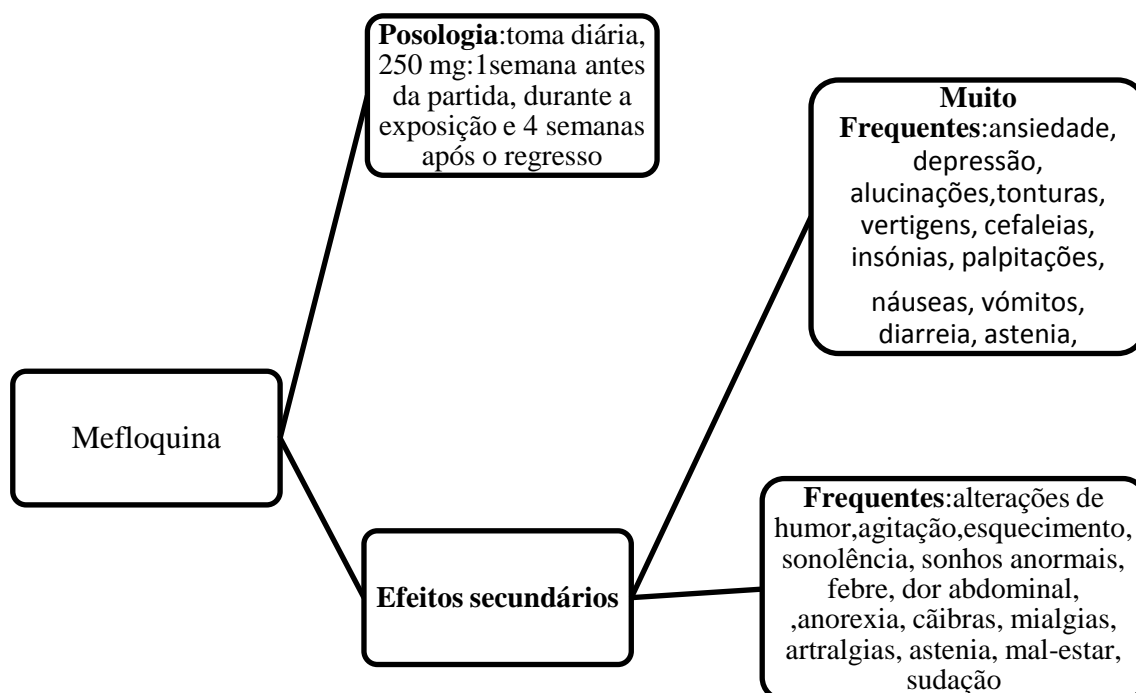 Posologia:toma diária,
250 mg:1semana antes
da partida, durante a
exposição e 4 semanas
após o regresso
Muito
Frequentes:ansiedade,
depressão,
alucinações,tonturas,
vertigens, cefaleias,
insónias, palpitações,
náuseas, vómitos,
diarreia, astenia,
Mefloquina
Efeitos secundários
Frequentes:alterações de
humor,agitação,esquecimento,
sonolência, sonhos anormais,
febre, dor abdominal,
,anorexia, cãibras, mialgias,
artralgias, astenia, mal-estar,
sudação